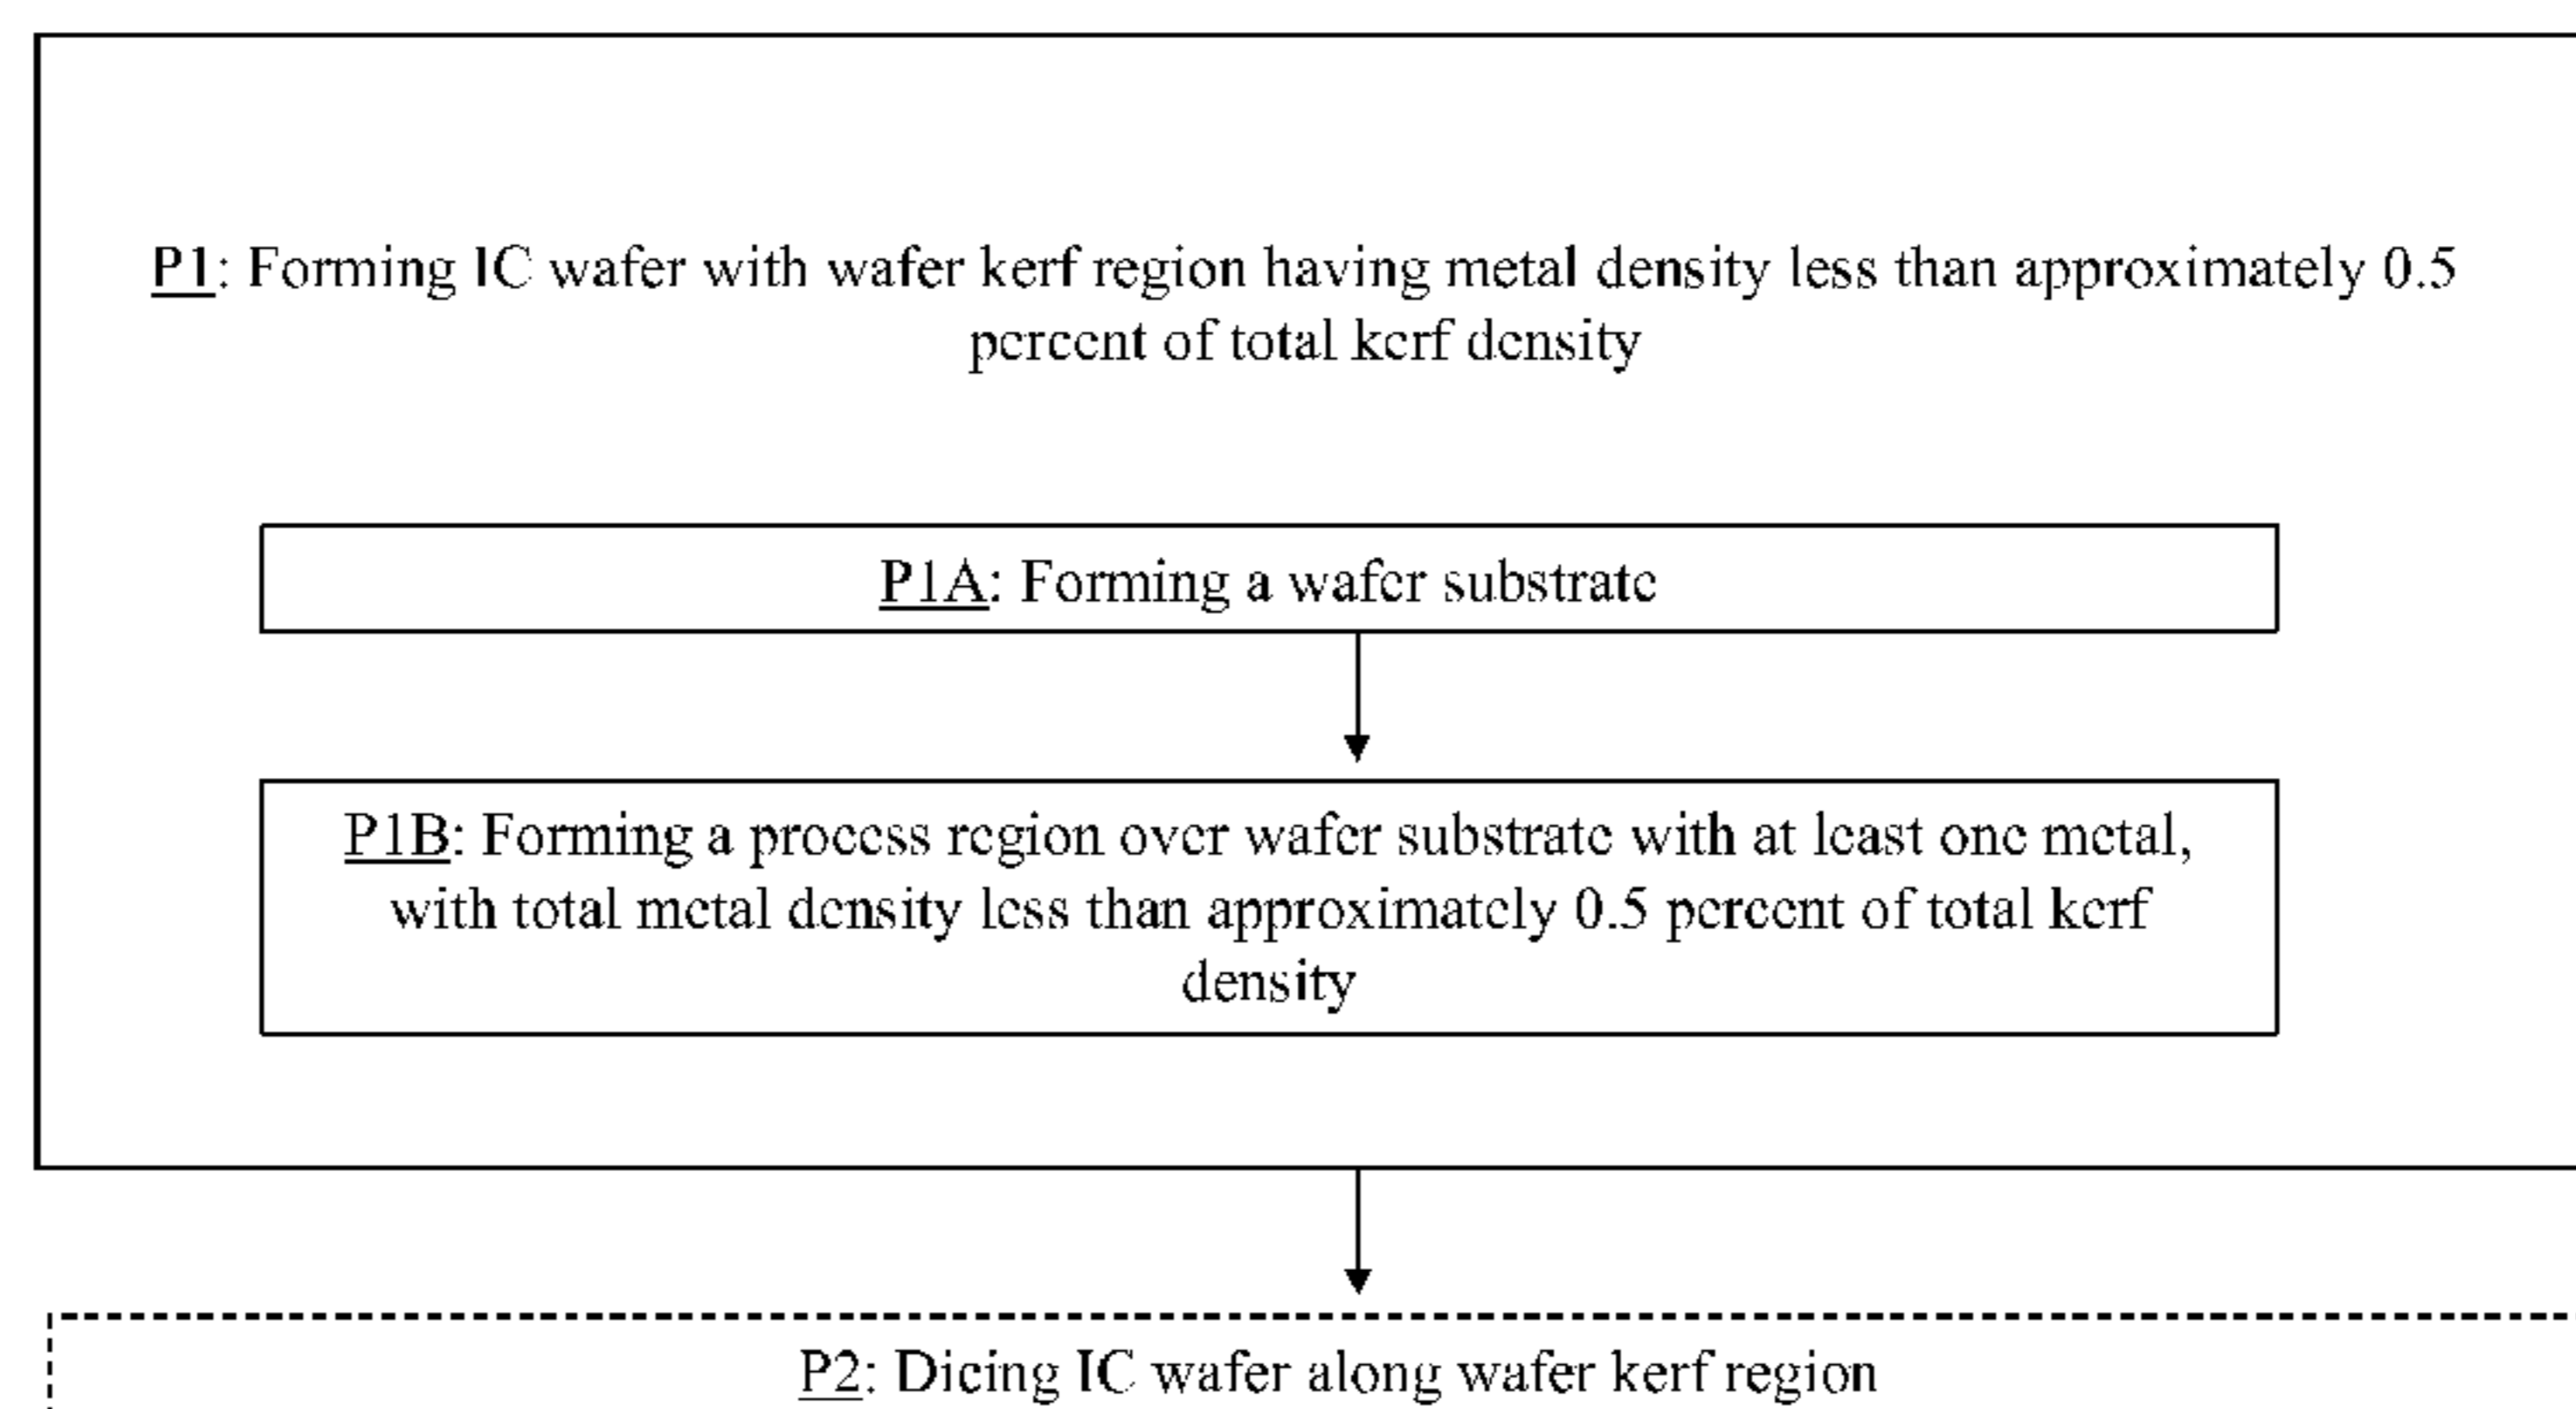 P1: Forming IC wafer with wafer kerf region having metal density less than approximately 0.5
percent of total kerf density
P1A: Forming a wafer substrate
P1B: Forming a process region over wafer substrate with at least one metal,
with total metal density less than approximately 0.5 percent of total kerf
density
P2: Dicing IC wafer along wafer kerf region